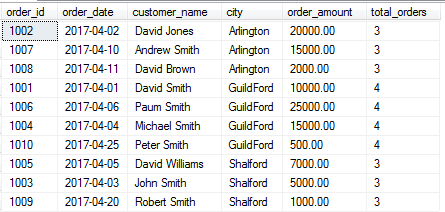 order_id order_date customer_name city order_amount total_orders
1002 2017-04-02 David Jones Arlington 20000.00 3
1007 2017-04-10 Andrew Smith Arlington 15000.00 3
1008 2017-04-11 David Brown Arlington 2000.00 3
1001 2017-04-01 David Smith GuildFord 10000.00 4
1006 2017-04-06 Paum Smith GuildFord 25000.00 4
1004 2017-04-04 Michael Smith GuildFord 15000.00 4
1010 2017-04-25 Peter Smith GuildFord 500.00 4
1005 2017-04-05 David Williams Shalford 7000.00 3
1003 2017-04-03 John Smith Shalford 5000.00 3
1009 2017-04-20 Robert Smith Shalford 1000.00 3